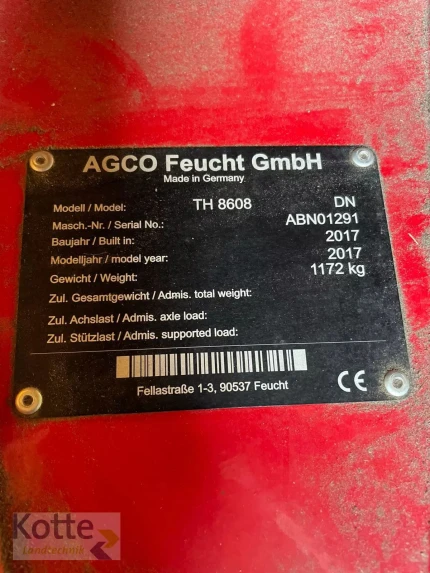 AGCO Feucht GmbH
Made in Germany
Modell / Model: TH 8608 DN
Masch.-Nr. / Serial No.: ABN01291
Baujahr / Built in: 2017
Modelljahr / model year: 2017
Gewicht / Weight: 1172 kg
Zul. Gesamtgewicht / Admis. total weight:
Zul. Achslast / Admis. axle load:
Zul. Stützlast / Admis. supported load:
Fellastraße 1-3, 90537 Feucht
CE
Kotte
Landtechnik